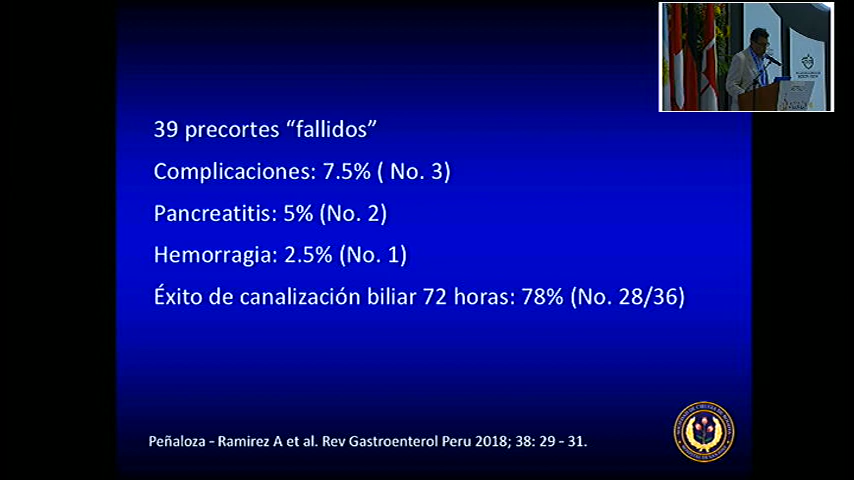 39 precortes “fallidos”
Complicaciones: 7.5% ( No. 3)
Pancreatitis: 5% (No. 2)
Hemorragia: 2.5% (No. 1)
Éxito de canalización biliar 72 horas: 78% (No. 28/36)
Peñaloza – Ramirez A et al. Rev Gastroenterol Peru 2018; 38: 29 – 31.